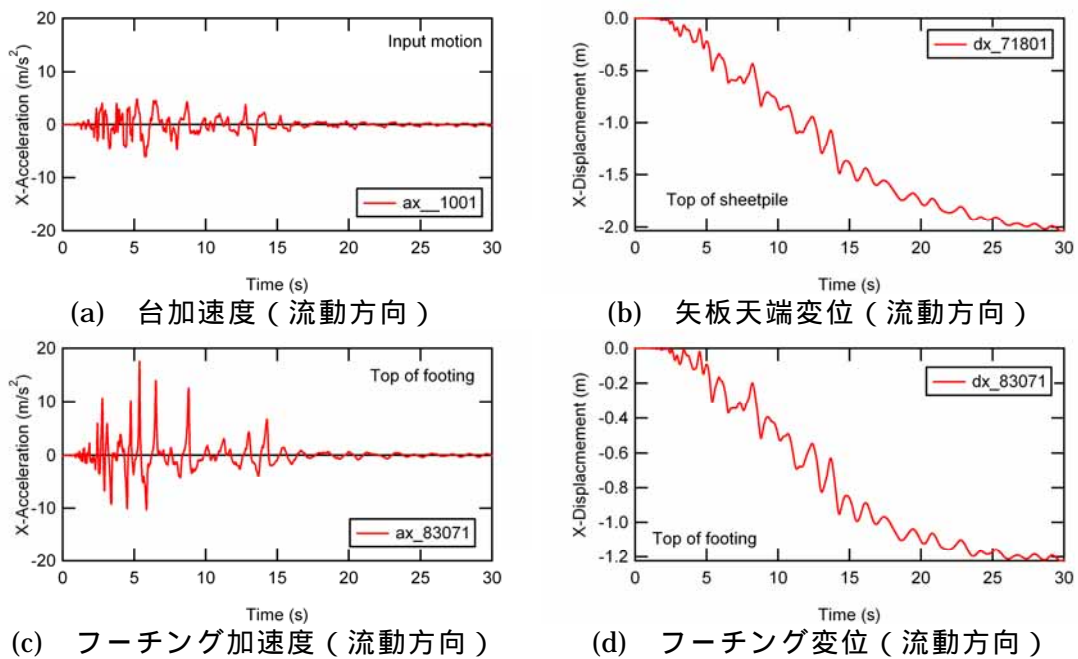 20
10
0
-10
-20
X-Acceleration (m/s²)
Input motion
ax__1001
0 5 10 15 20 25 30
Time (s)
(a) 台加速度（流動方向）
0.0
-0.5
-1.0
-1.5
-2.0
X-Displacmement (m)
dx_71801
Top of sheetpile
0 5 10 15 20 25 30
Time (s)
(b) 矢板天端変位（流動方向）
20
10
0
-10
-20
X-Acceleration (m/s²)
Top of footing
ax_83071
0 5 10 15 20 25 30
Time (s)
(c) フーチング加速度（流動方向）
0.0
-0.2
-0.4
-0.6
-0.8
-1.0
-1.2
X-Displacmement (m)
dx_83071
Top of footing
0 5 10 15 20 25 30
Time (s)
(d) フーチング変位（流動方向）